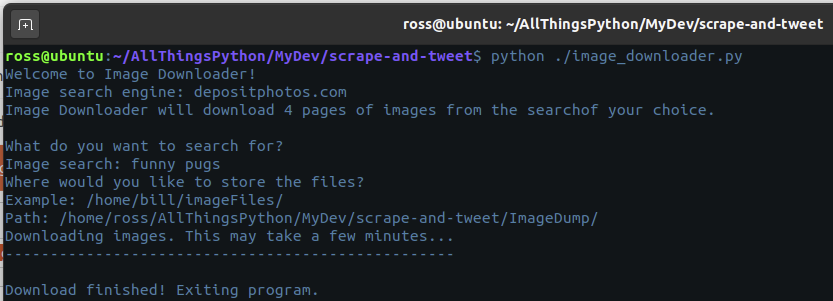 ross@ubuntu: ~/AllThingsPython/MyDev/scrape-and-tweet
ross@ubuntu:~/AllThingsPython/MyDev/scrape-and-tweet$ python ./image_downloader.py
Welcome to Image Downloader!
Image search engine: depositphotos.com
Image Downloader will download 4 pages of images from the searchof your choice.
What do you want to search for?
Image search: funny pugs
Where would you like to store the files?
Example: /home/bill/imageFiles/
Path: /home/ross/AllThingsPython/MyDev/scrape-and-tweet/ImageDump/
Downloading images. This may take a few minutes...
--------------------------------------------------
Download finished! Exiting program.